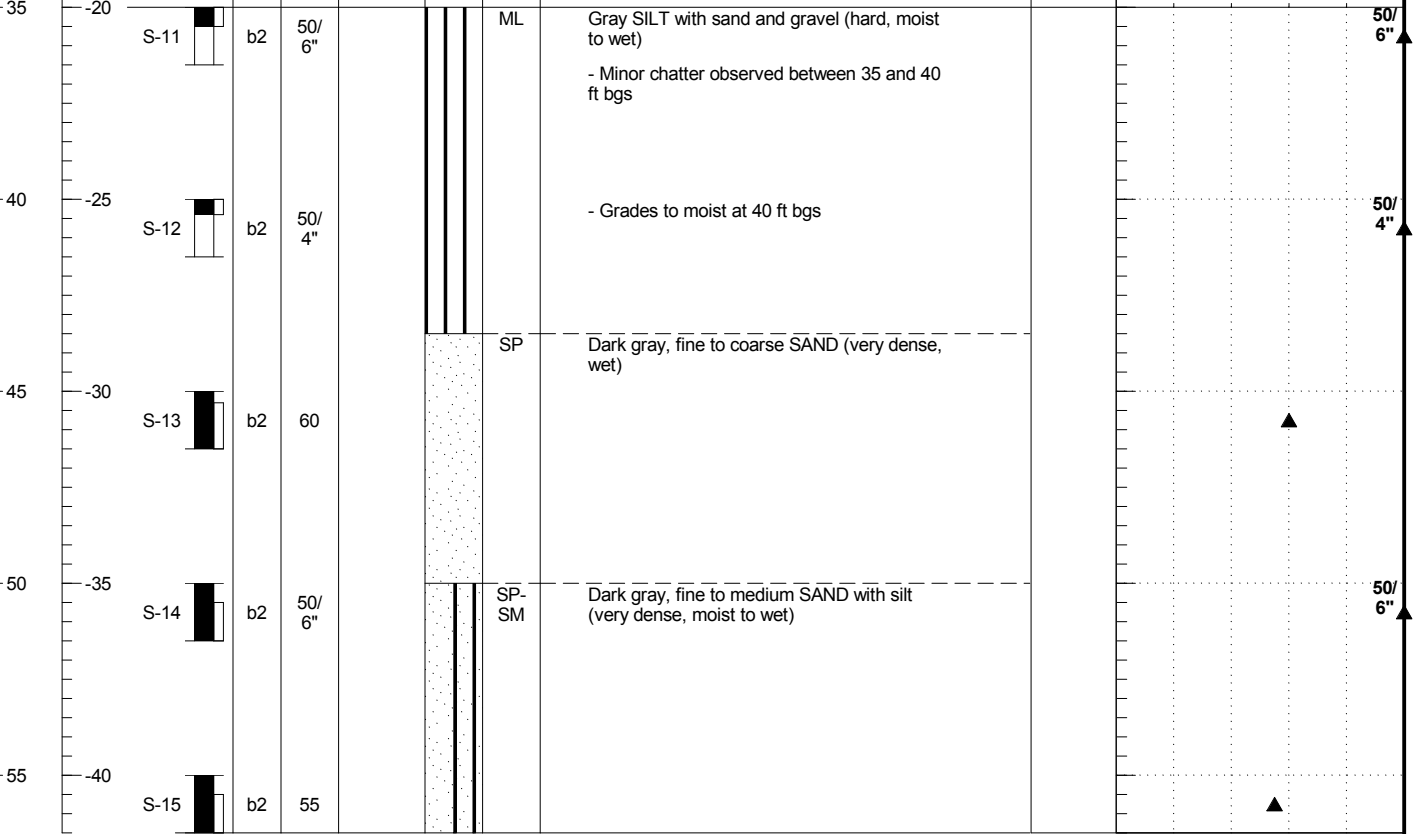 35 -20 ML Gray SILT with sand and gravel (hard, moist 50/
S-11 b2 50/ to wet) 6"
6"
- Minor chatter observed between 35 and 40
ft bgs
40 -25 50/
- Grades to moist at 40 ft bgs 4"
S-12 b2 50/
4"
SP Dark gray, fine to coarse SAND (very dense,
wet)
45 -30
S-13 b2 60
50 -35 50/
SP- Dark gray, fine to medium SAND with silt 6"
S-14 b2 50/ SM (very dense, moist to wet)
6"
55 -40
S-15 b2 55